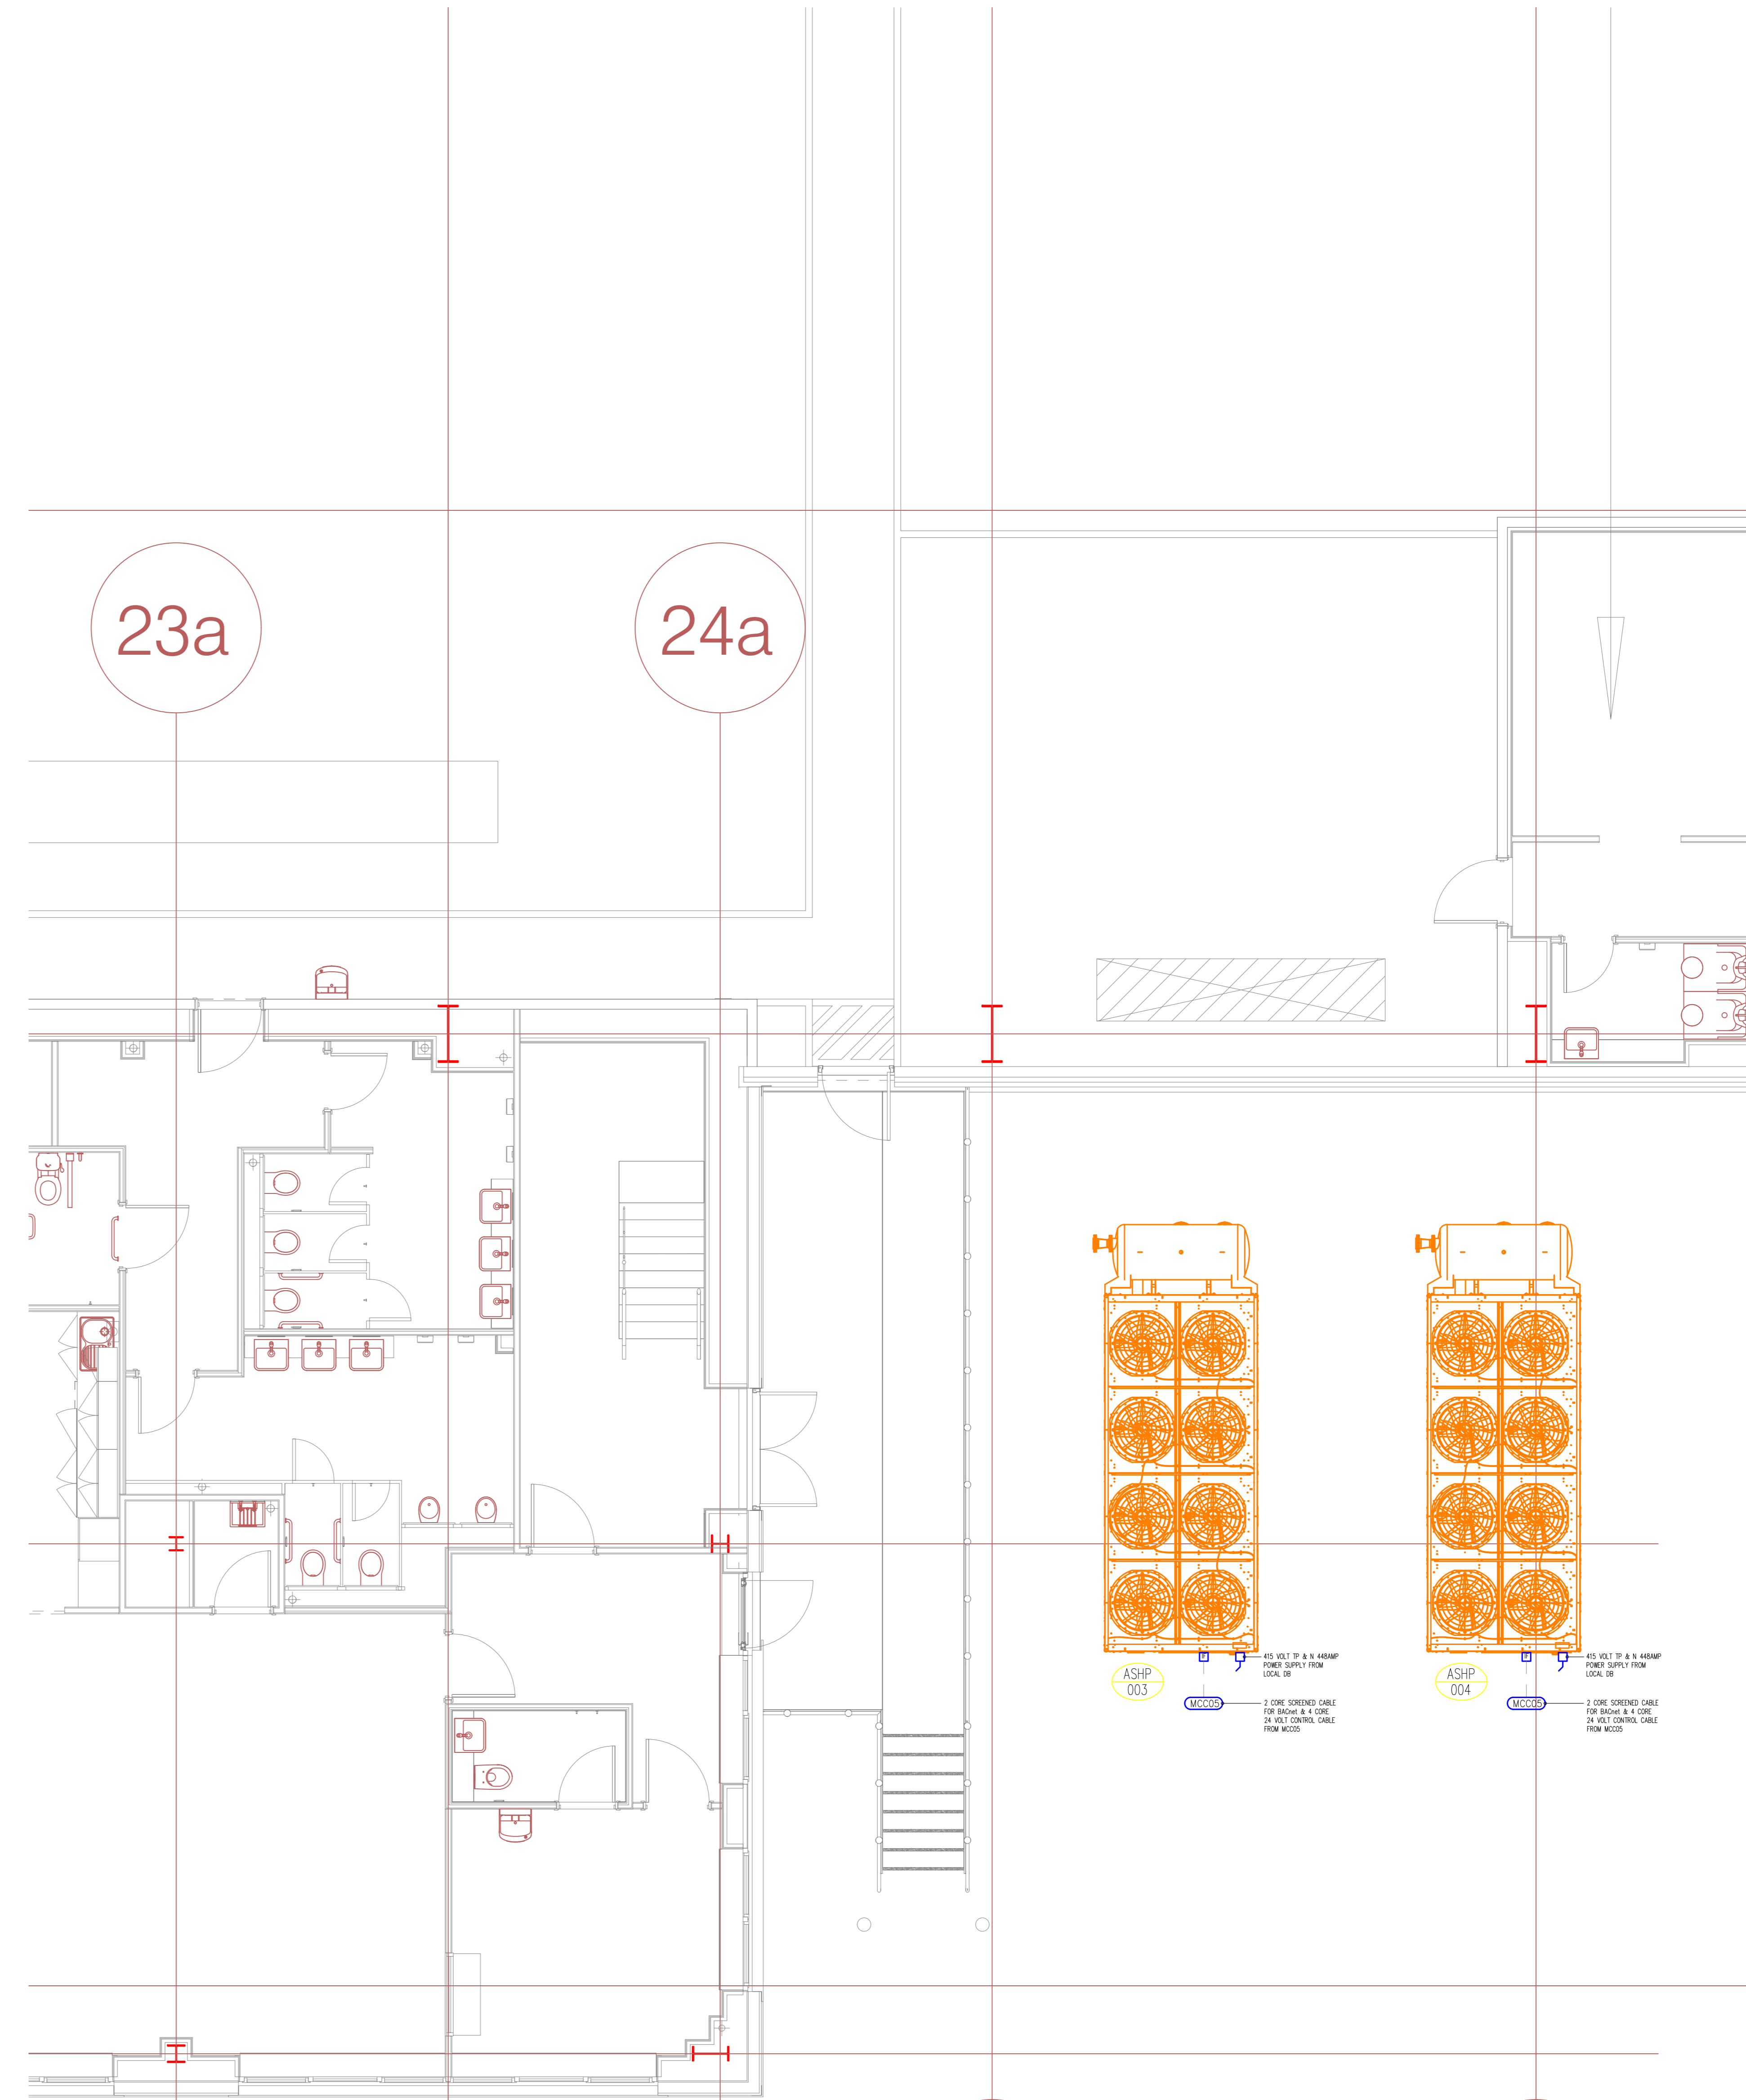 23a
24a
415 VOLT TP & N 448AMP
POWER SUPPLY FROM
LOCAL DB
ASHP
003
MCC05
2 CORE SCREENED CABLE
FOR BACnet & 4 CORE
24 VOLT CONTROL CABLE
FROM MCC05
415 VOLT TP & N 448AMP
POWER SUPPLY FROM
LOCAL DB
ASHP
004
MCC05
2 CORE SCREENED CABLE
FOR BACnet & 4 CORE
24 VOLT CONTROL CABLE
FROM MCC05